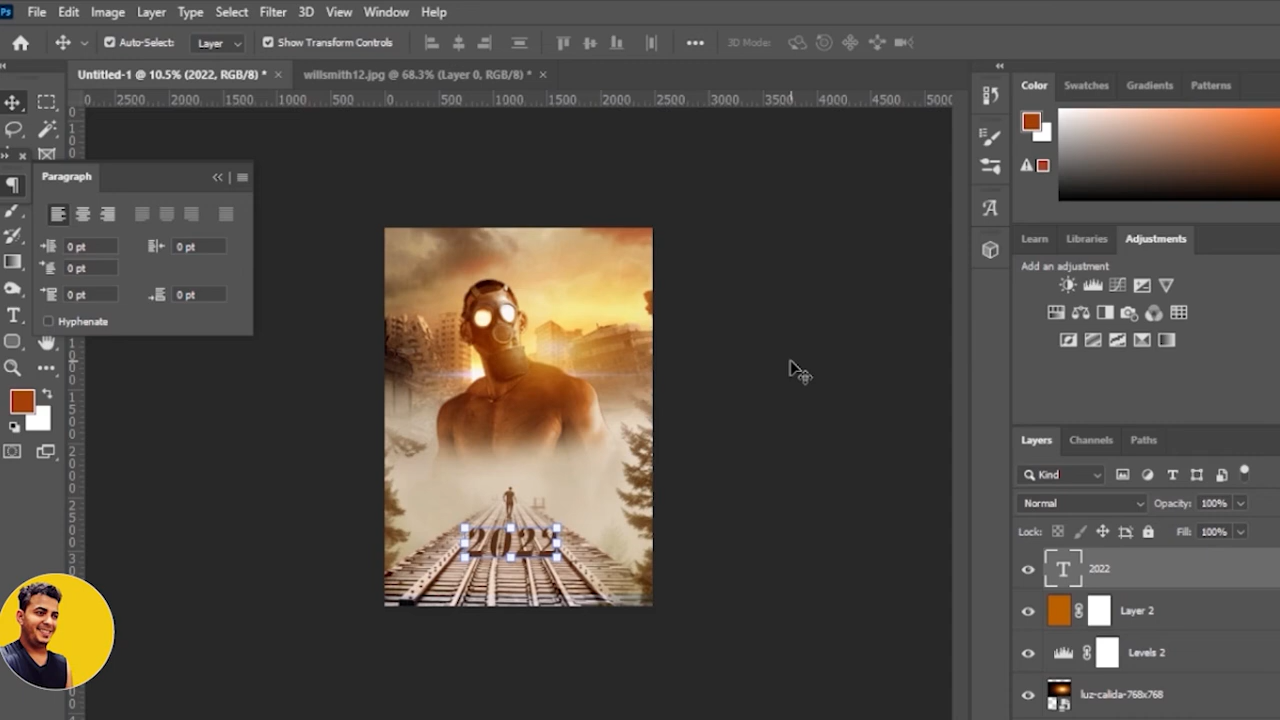 Ps File Edit Image Layer Type Select Filter 3D View Window Help
Auto-Select: Layer Show Transform Controls 3D Mode:
Untitled-1 @ 10.5% (2022, RGB/8) * × willsmith12.jpg @ 68.3% (Layer 0, RGB/8) * ×
0 2500 2000 1500 1000 500 0 500 1000 1500 2000 2500 3000 3500 4000 4500 5000
Paragraph
0 pt 0 pt
0 pt
0 pt 0 pt
Hyphenate
2022
Color Swatches Gradients Patterns
Learn Libraries Adjustments
Add an adjustment
Layers Channels Paths
Kind
Normal Opacity: 100%
Lock: Fill: 100%
T 2022
Layer 2
Levels 2
luz-calida-768x768